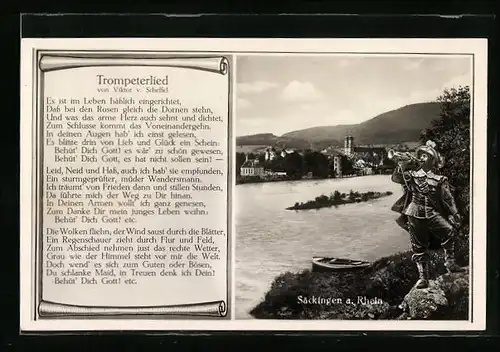 Trompeterlied
von Viktor v. Scheffel.
Es ist im Leben häßlich eingerichtet,
Daß bei den Rosen gleich die Dornen stehn,
Und was das arme Herz auch sehnt und dichtet,
Zum Schlusse kommt das Voneinandergehn.
In deinen Augen hab' ich einst gelesen,
Es blitzte drin von Lieb und Glück ein Schein:
Behüt' Dich Gott! es wär' zu schön gewesen,
Behüt' Dich Gott, es hat nicht sollen sein! —
Leid, Neid und Haß, auch ich hab' sie empfunden,
Ein sturmgeprüfter, müder Wandersmann.
Ich träumt' von Frieden dann und stillen Stunden,
Da führte mich der Weg zu Dir hinan.
In Deinen Armen wollt ich ganz genesen,
Zum Danke Dir mein junges Leben weihn:
Behüt' Dich Gott! etc.
Die Wolken fliehn, der Wind saust durch die Blätter,
Ein Regenschauer zieht durch Flur und Feld,
Zum Abschied nehmen just das rechte Wetter,
Grau wie der Himmel steht vor mir die Welt.
Doch wend' es sich zum Guten oder Bösen,
Du schlanke Maid, in Treuen denk ich Dein!
Behüt' Dich Gott! etc.
Säckingen a. Rhein